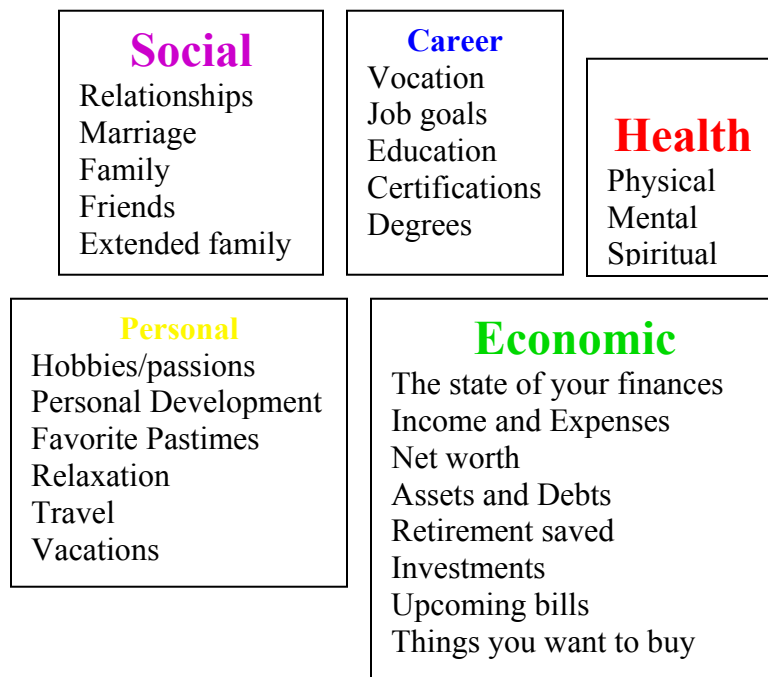 Social
Relationships
Marriage
Family
Friends
Extended family
Career
Vocation
Job goals
Education
Certifications
Degrees
Health
Physical
Mental
Spiritual
Personal
Hobbies/passions
Personal Development
Favorite Pastimes
Relaxation
Travel
Vacations
Economic
The state of your finances
Income and Expenses
Net worth
Assets and Debts
Retirement saved
Investments
Upcoming bills
Things you want to buy